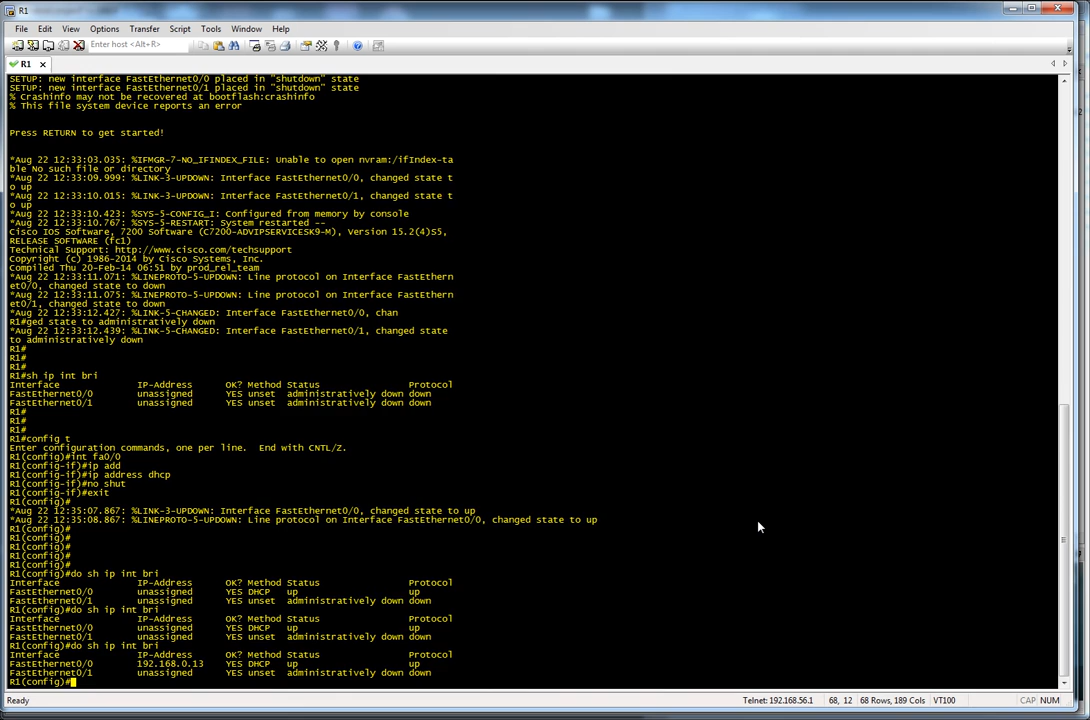 R1
File Edit View Options Transfer Script Tools Window Help
Enter host <Alt+R>
R1
SETUP: new interface FastEthernet0/0 placed in "shutdown" state
SETUP: new interface FastEthernet0/1 placed in "shutdown" state
% Crashinfo may not be recovered at bootflash:crashinfo
% This file system device reports an error
Press RETURN to get started!
*Aug 22 12:33:03.035: %IFMGR-7-NO_IFINDEX_FILE: Unable to open nvram:/ifIndex-ta
ble No such file or directory
*Aug 22 12:33:09.999: %LINK-3-UPDOWN: Interface FastEthernet0/0, changed state t
o up
*Aug 22 12:33:10.015: %LINK-3-UPDOWN: Interface FastEthernet0/1, changed state t
o up
*Aug 22 12:33:10.423: %SYS-5-CONFIG_I: Configured from memory by console
*Aug 22 12:33:10.767: %SYS-5-RESTART: System restarted --
Cisco IOS Software, 7200 Software (C7200-ADVIPSERVICESK9-M), Version 15.2(4)S5,
RELEASE SOFTWARE (fc1)
Technical Support: http://www.cisco.com/techsupport
Copyright (c) 1986-2014 by Cisco Systems, Inc.
Compiled Thu 20-Feb-14 06:51 by prod_rel_team
*Aug 22 12:33:11.071: %LINEPROTO-5-UPDOWN: Line protocol on Interface FastEthern
et0/0, changed state to down
*Aug 22 12:33:11.075: %LINEPROTO-5-UPDOWN: Line protocol on Interface FastEthern
et0/1, changed state to down
*Aug 22 12:33:12.427: %LINK-5-CHANGED: Interface FastEthernet0/0, chan
R1#ged state to administratively down
*Aug 22 12:33:12.439: %LINK-5-CHANGED: Interface FastEthernet0/1, changed state
to administratively down
R1#
R1#
R1#
R1#sh ip int bri
Interface IP-Address OK? Method Status Protocol
FastEthernet0/0 unassigned YES unset administratively down down
FastEthernet0/1 unassigned YES unset administratively down down
R1#
R1#
R1#
R1#config t
Enter configuration commands, one per line. End with CNTL/Z.
R1(config)#int fa0/0
R1(config-if)#ip add
R1(config-if)#ip address dhcp
R1(config-if)#no shut
R1(config-if)#exit
R1(config)#
*Aug 22 12:35:07.867: %LINK-3-UPDOWN: Interface FastEthernet0/0, changed state to up
*Aug 22 12:35:08.867: %LINEPROTO-5-UPDOWN: Line protocol on Interface FastEthernet0/0, changed state to up
R1(config)#
R1(config)#
R1(config)#
R1(config)#
R1(config)#
R1(config)#do sh ip int bri
Interface IP-Address OK? Method Status Protocol
FastEthernet0/0 unassigned YES DHCP up up
FastEthernet0/1 unassigned YES unset administratively down down
R1(config)#do sh ip int bri
Interface IP-Address OK? Method Status Protocol
FastEthernet0/0 unassigned YES DHCP up up
FastEthernet0/1 unassigned YES unset administratively down down
R1(config)#do sh ip int bri
Interface IP-Address OK? Method Status Protocol
FastEthernet0/0 192.168.0.13 YES DHCP up up
FastEthernet0/1 unassigned YES unset administratively down down
R1(config)#
Ready Telnet: 192.168.56.1 68, 12 68 Rows, 189 Cols VT100 CAP NUM